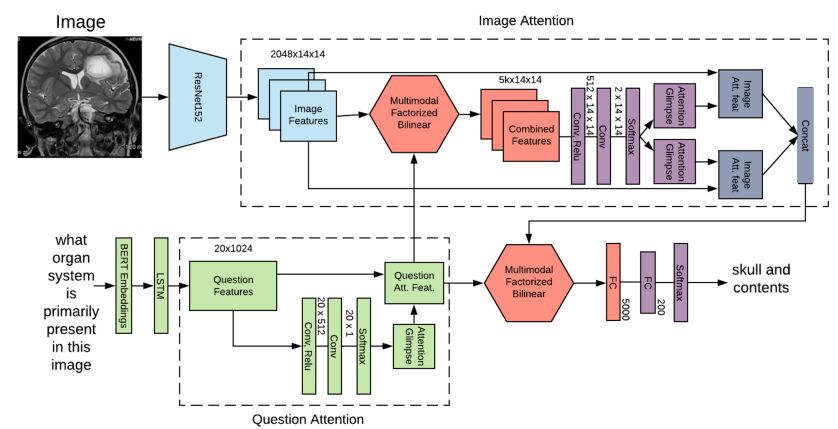 Image
Image Attention
2048x14x14
ResNet152
Image
Features
Multimodal
Factorized
Bilinear
5kx14x14
Combined
Features
Conv, Relu
512 x 14 x 14
Conv
2 x 14 x 14
Softmax
Attention
Glimpse
Attention
Glimpse
Image
Att. feat
Image
Att. feat
Concat
what
organ
system
is
primarily
present
in this
image
BERT Embeddings
LSTM
20x1024
Question
Features
20 x 512
Conv, Relu
Conv
20 x 1
Softmax
Attention
Glimpse
Question
Att. Feat.
Question Attention
Multimodal
Factorized
Bilinear
FC
5000
FC
200
Softmax
skull and
contents